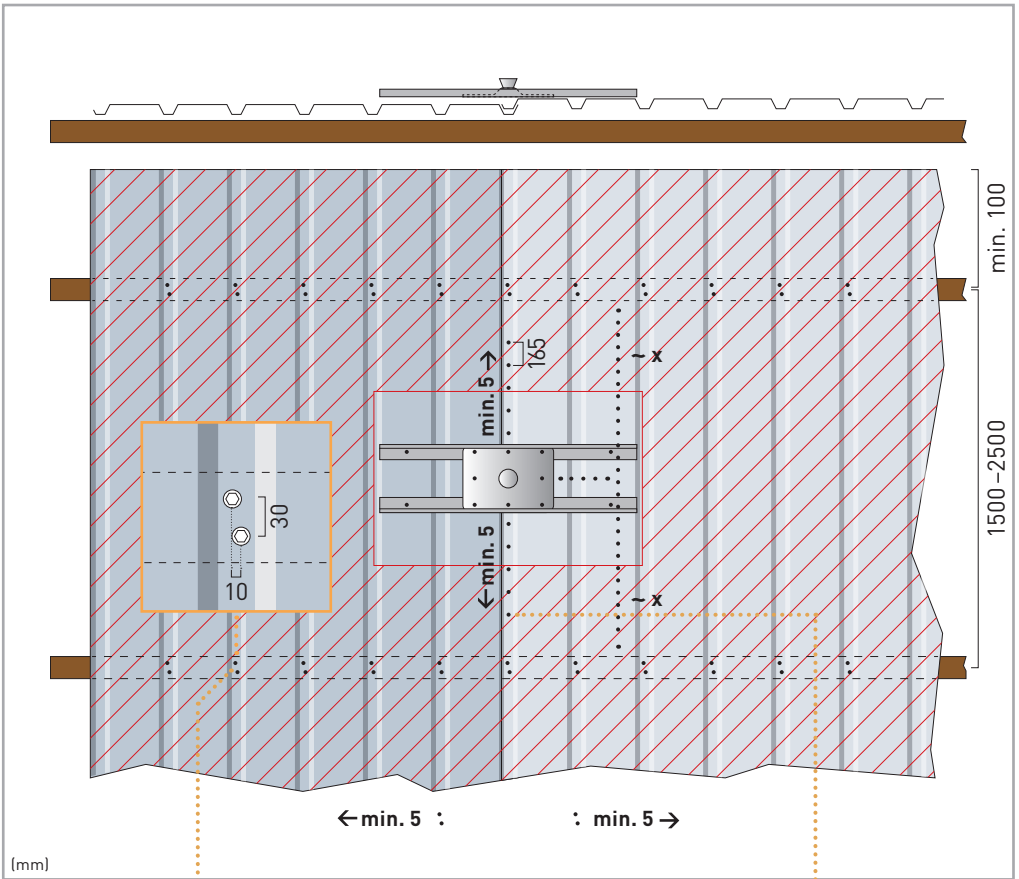 min. 100
165
~ x
min. 5 →
1500–2500
30
10
← min. 5
~ x
← min. 5 :
: min. 5 →
(mm)